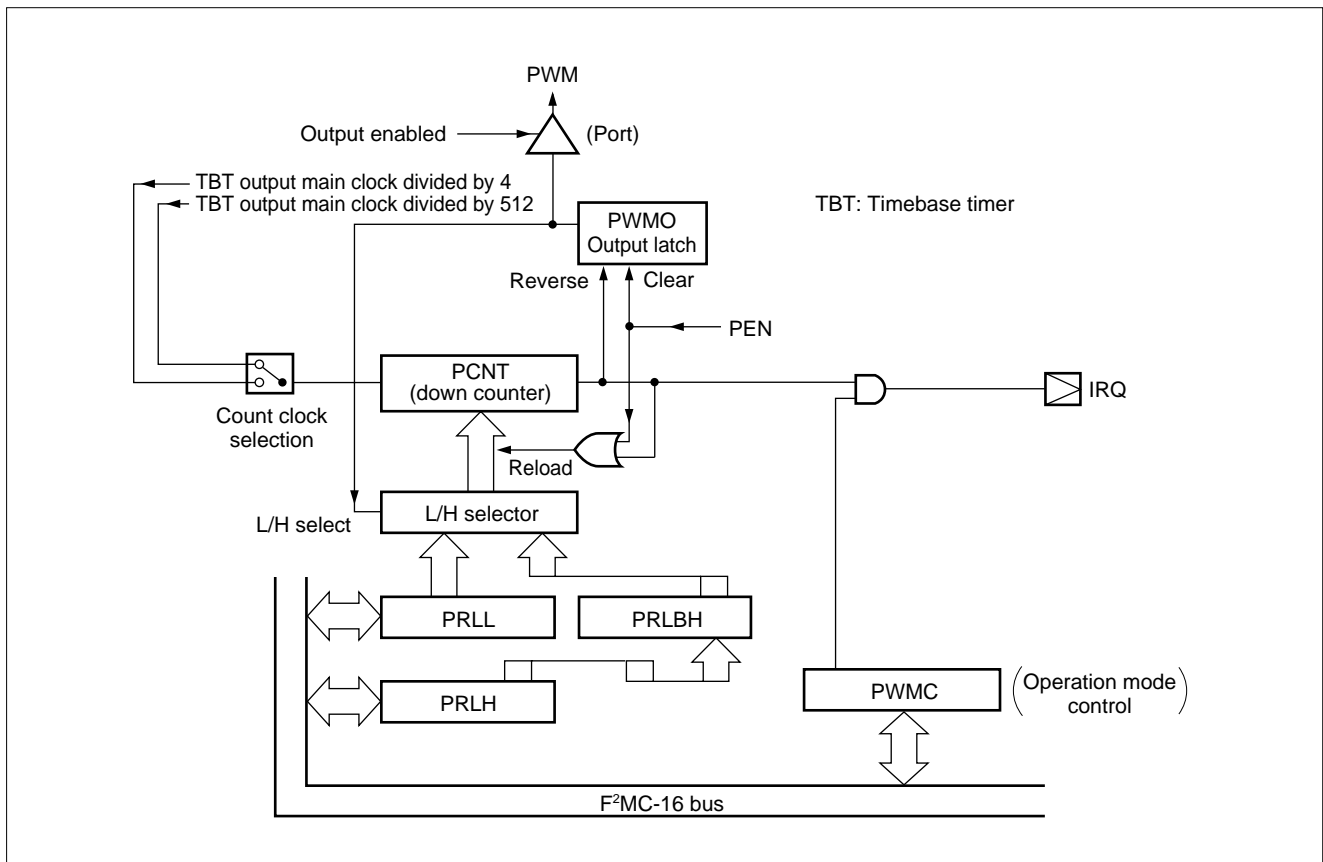 PWM
Output enabled
(Port)
TBT output main clock divided by 4
TBT output main clock divided by 512
TBT: Timebase timer
PWMO
Output latch
Reverse
Clear
PEN
PCNT
(down counter)
Count clock
selection
IRQ
Reload
L/H select
L/H selector
PRLL
PRLBH
PRLH
PWMC
(Operation mode
control)
F²MC-16 bus